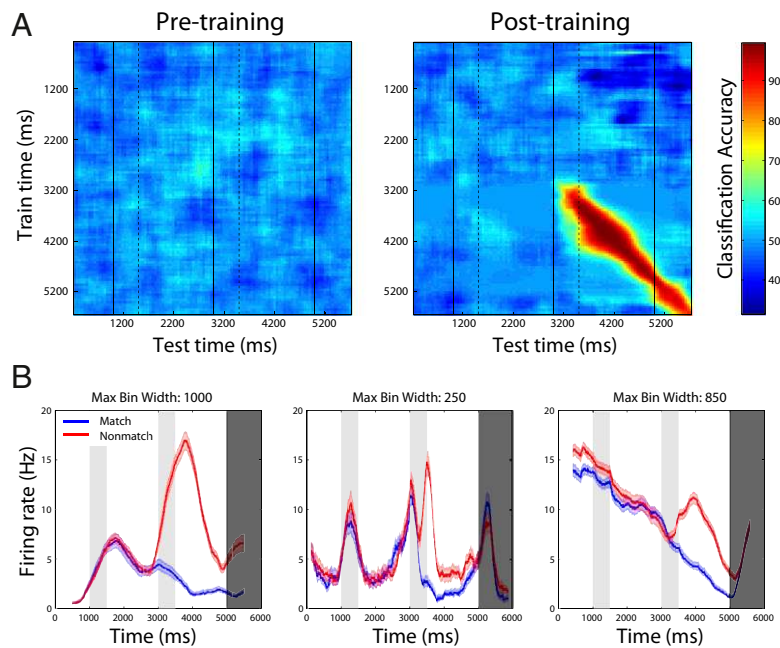 A
Pre-training
Post-training
Train time (ms)
1200
2200
3200
4200
5200
1200 2200 3200 4200 5200
Test time (ms)
1200 2200 3200 4200 5200
Test time (ms)
90
80
70
60
50
40
Classification Accuracy
B
Max Bin Width: 1000
Max Bin Width: 250
Max Bin Width: 850
Match
Nonmatch
Firing rate (Hz)
20
15
10
5
0
0 1000 2000 3000 4000 5000 6000
Time (ms)
20
15
10
5
0
0 1000 2000 3000 4000 5000 6000
Time (ms)
20
15
10
5
0
0 1000 2000 3000 4000 5000 6000
Time (ms)